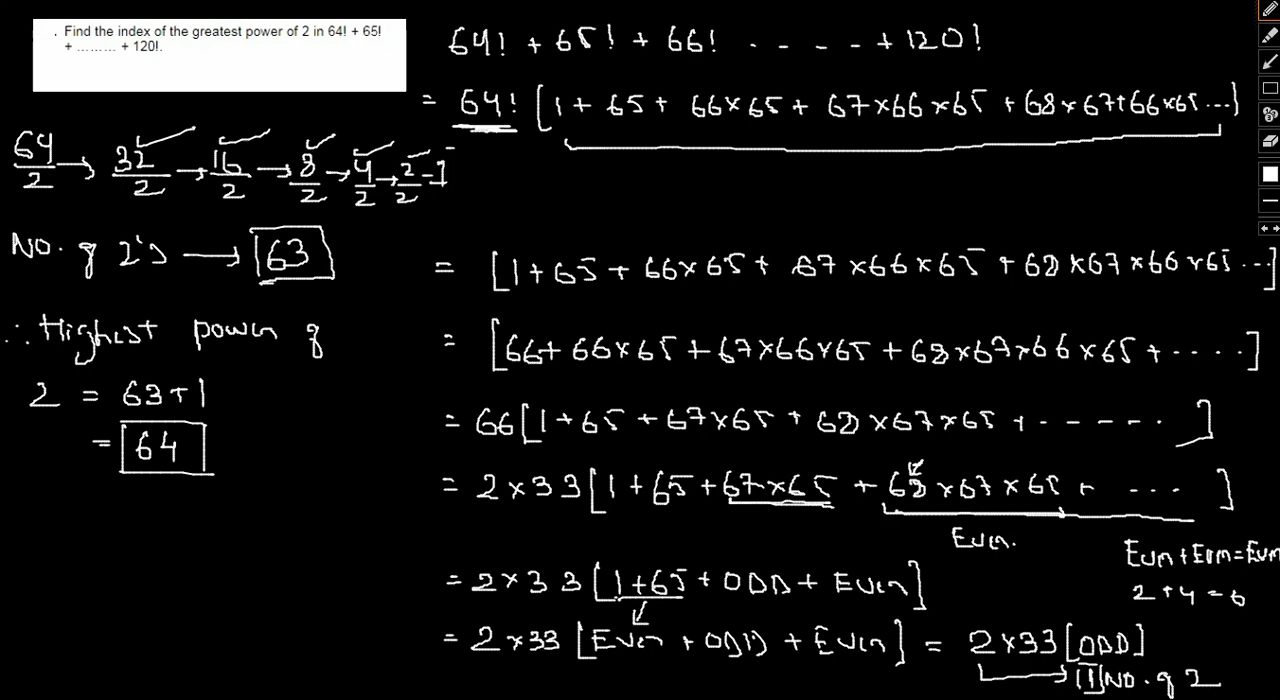 . Find the index of the greatest power of 2 in 64! + 65!
+ ……… + 120!.
64! + 65! + 66! - - - - + 120!
= 64! [1 + 65 + 66×65 + 67×66×65 + 68×67+66×65 ...]
64/2 → 32/2 → 16/2 → 8/2 → 4/2 → 2/2 - 1
No. of 2's → 63
= [1 + 65 + 66×65 + 67×66×65 + 68×67×66×65 ...]
∴ Highest power of
2 = 63+1
= 64
= [66 + 66×65 + 67×66×65 + 68×67×66×65 + ....]
= 66 [1 + 65 + 67×65 + 68×67×65 + - - - - - ]
= 2×33 [1 + 65 + 67×65 + 68×67×65 + ... ]
Even.
Even + Even = Even
2 + 4 = 6
= 2×33 [1+65 + ODD + Even]
= 2×33 [Even + ODD + Even] = 2×33 [ODD]
1 No. of 2